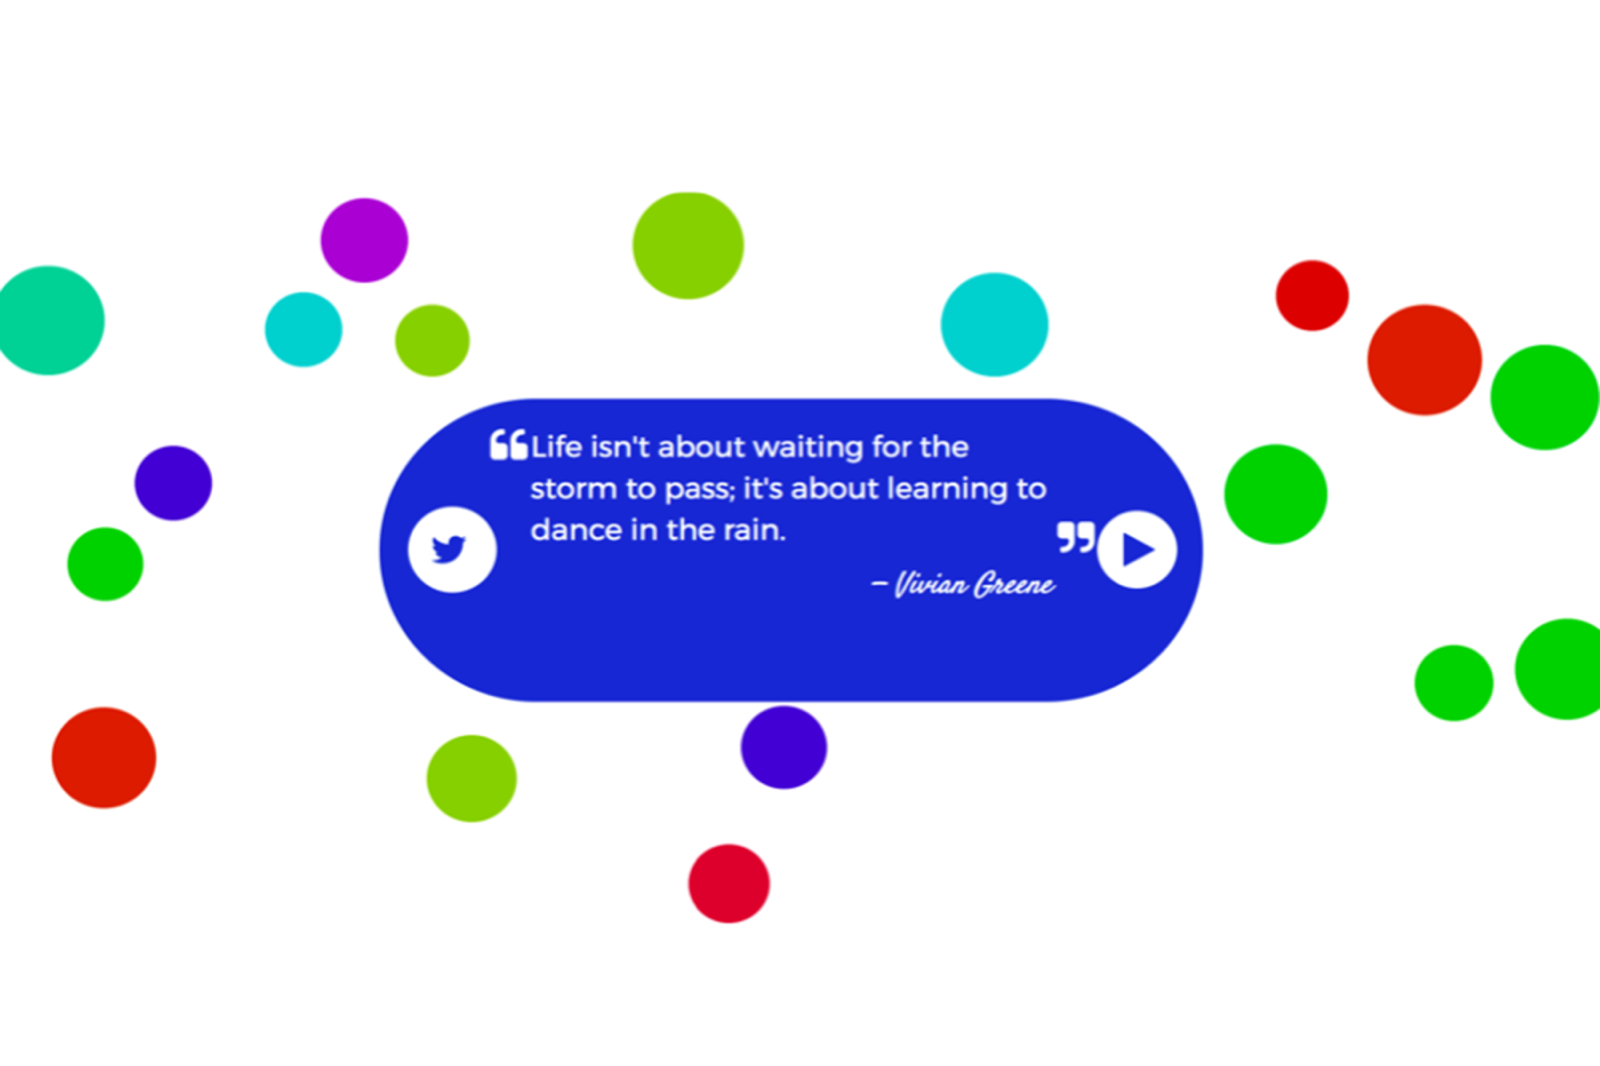 ❝Life isn't about waiting for the
storm to pass; it's about learning to
dance in the rain.❞
– Vivian Greene